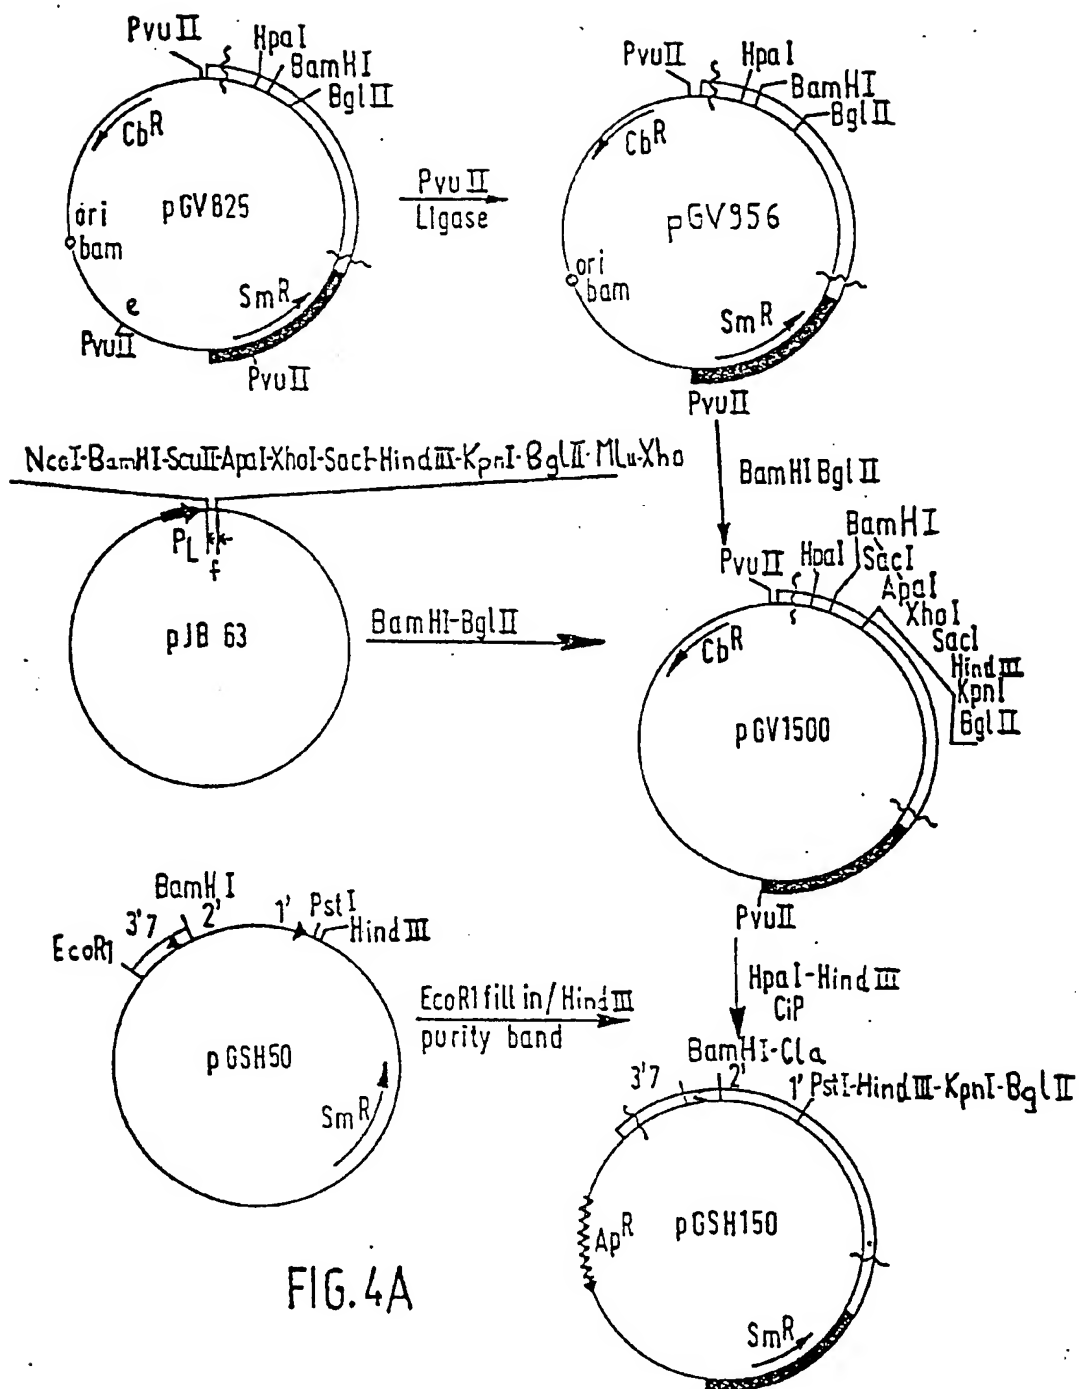 PvuII
HpaI
BamHI
BglII
CbR
pGV825
ori
bam
e
PvuII
SmR
PvuII
PvuII
Ligase
PvuII
HpaI
BamHI
BglII
CbR
pGV956
ori
bam
SmR
PvuII
NcoI-BamHI-ScuII-ApaI-XhoI-SacI-HindIII-KpnI-BglII-MLu-Xho
PL
f
pJB 63
BamHI-BglII
BamHI BglII
PvuII
HpaI
BamHI
SacI
ApaI
XhoI
SacI
HindIII
KpnI
BglII
CbR
pGV1500
PvuII
BamHI
3'7
2'
1'
PstI
HindIII
EcoR1
pGSH50
SmR
EcoR1 fill in/HindIII
purity band
HpaI-HindIII
CiP
BamHI-Cla
3'7
2'
1' PstI-HindIII-KpnI-BglII
ApR
pGSH150
SmR
FIG.4A